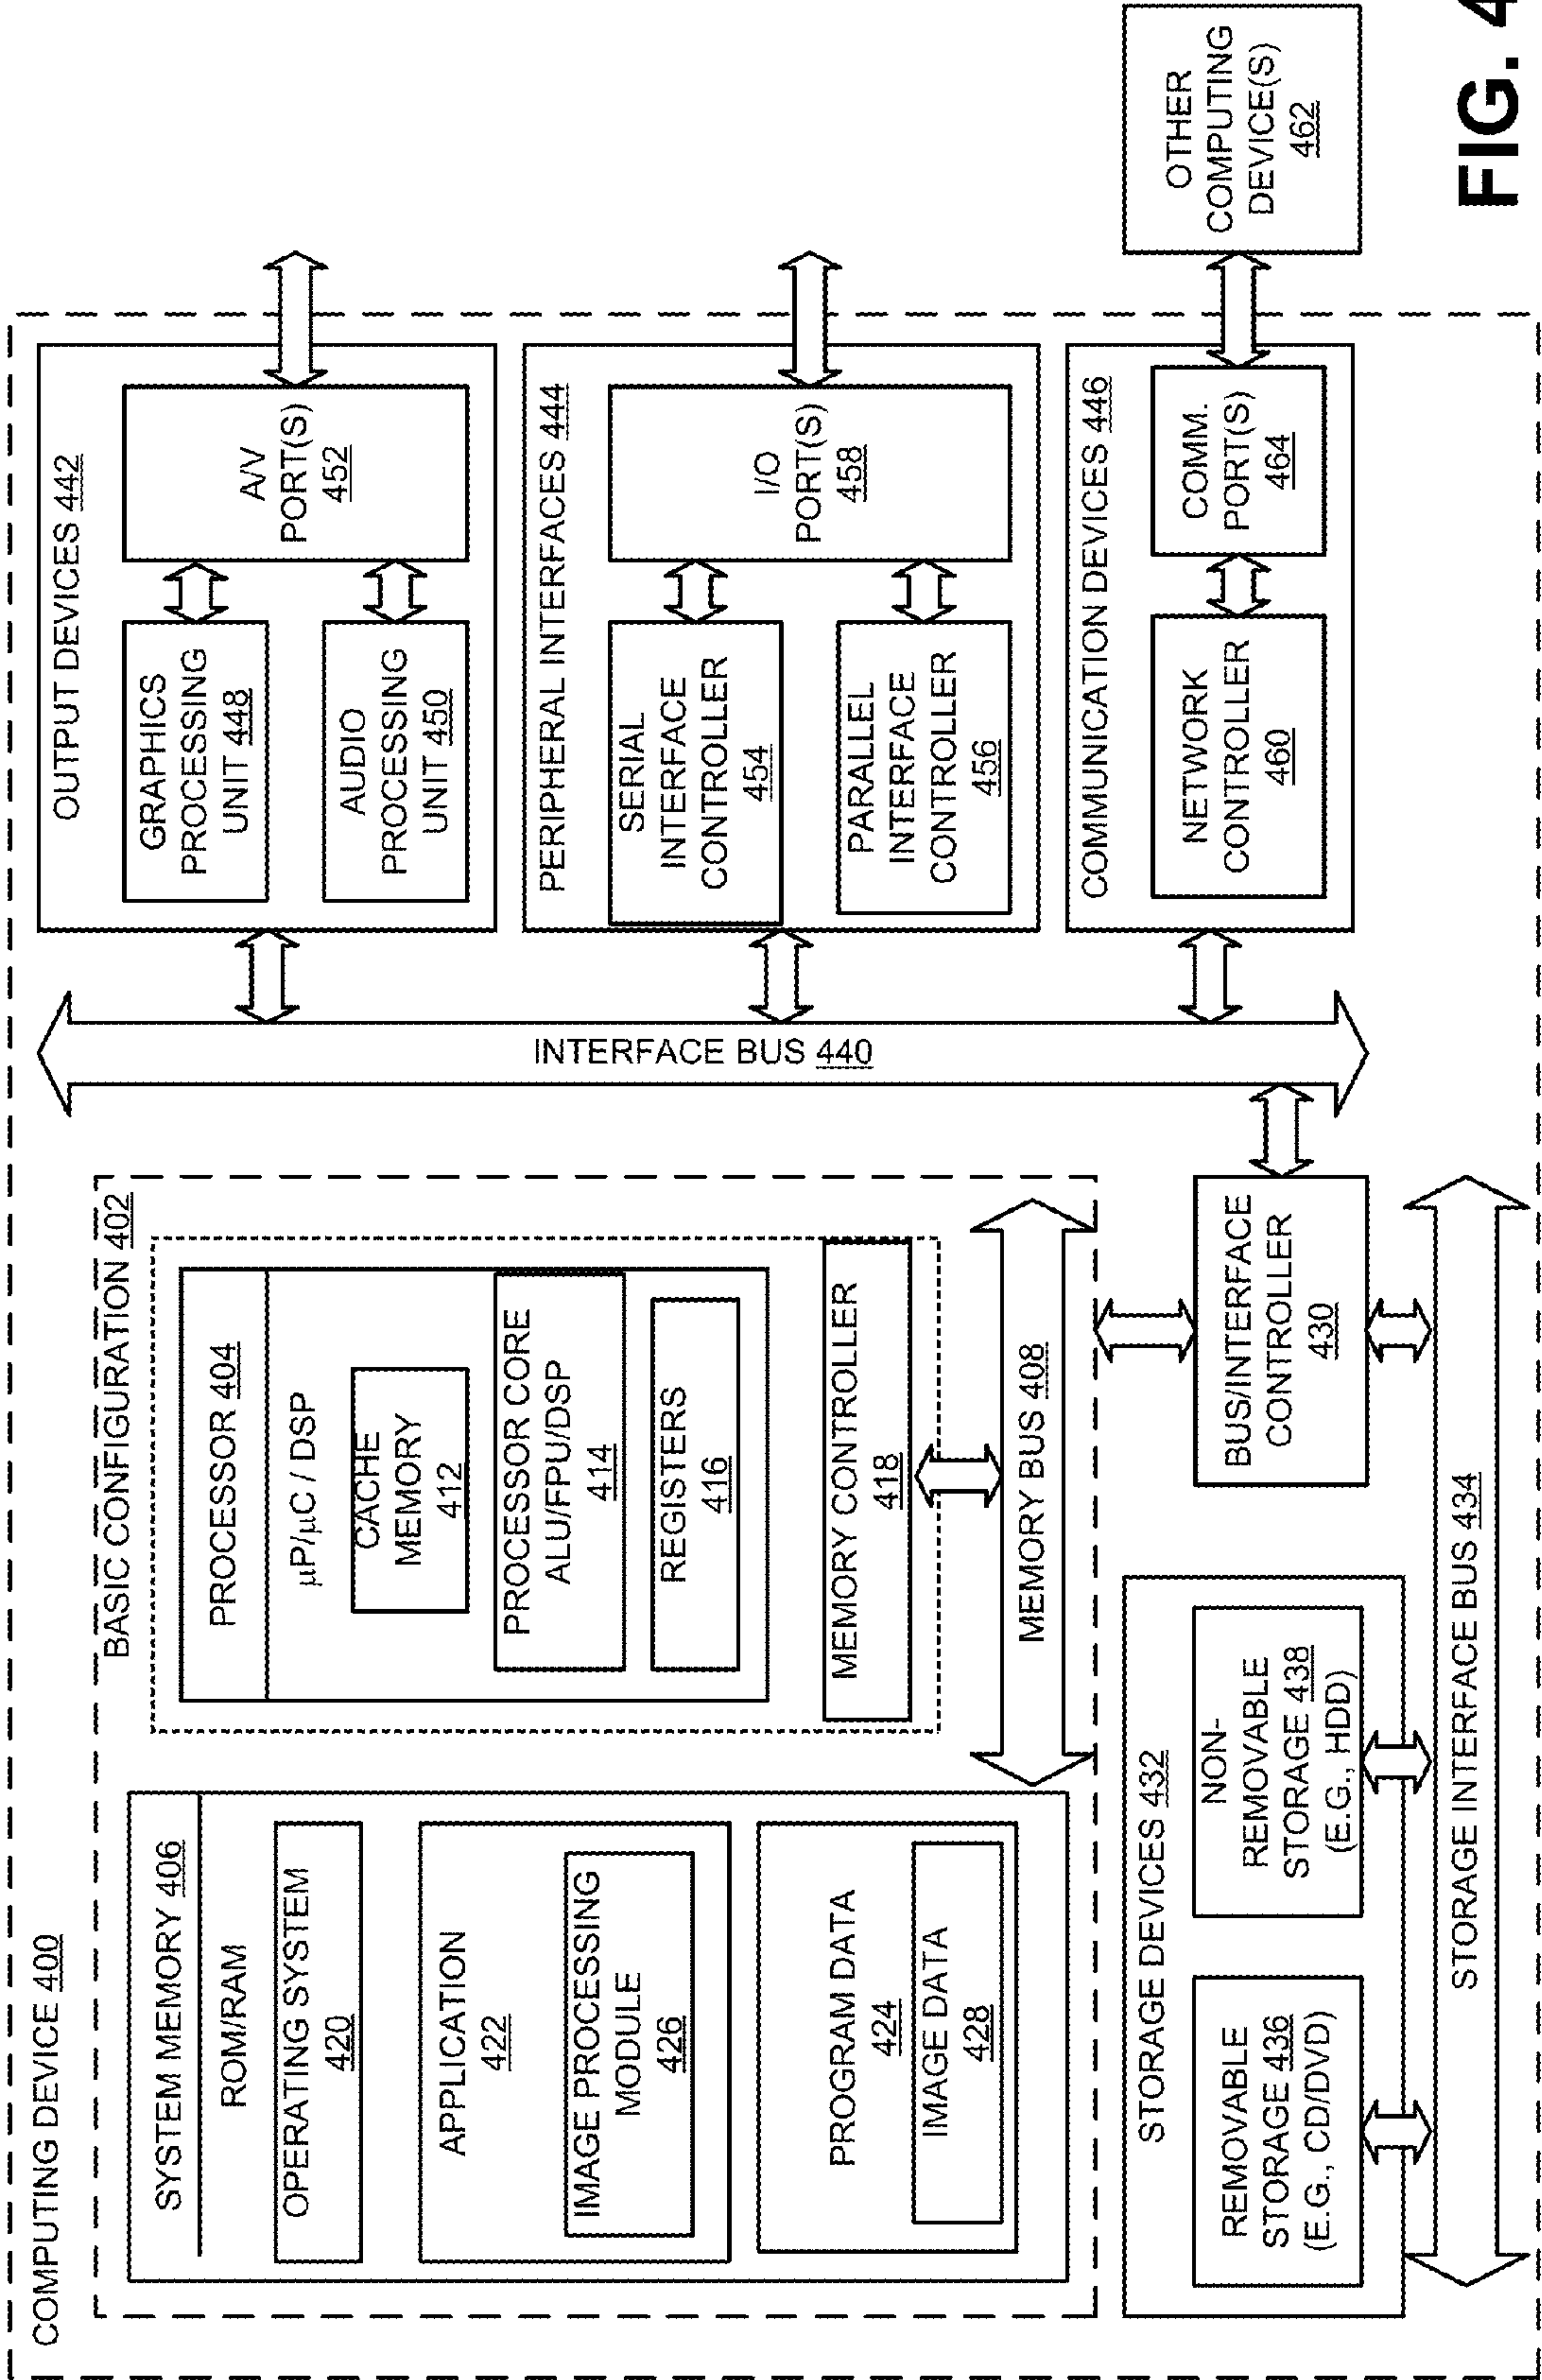 COMPUTING DEVICE 400
BASIC CONFIGURATION 402
SYSTEM MEMORY 406
ROM/RAM
OPERATING SYSTEM
420
APPLICATION
422
IMAGE PROCESSING
MODULE
426
PROGRAM DATA
424
IMAGE DATA
428
PROCESSOR 404
µP/µC / DSP
CACHE
MEMORY
412
PROCESSOR CORE
ALU/FPU/DSP
414
REGISTERS
416
MEMORY CONTROLLER
418
MEMORY BUS 408
BUS/INTERFACE
CONTROLLER
430
STORAGE DEVICES 432
REMOVABLE
STORAGE 436
(E.G., CD/DVD)
NON-
REMOVABLE
STORAGE 438
(E.G., HDD)
STORAGE INTERFACE BUS 434
INTERFACE BUS 440
OUTPUT DEVICES 442
GRAPHICS
PROCESSING
UNIT 448
AUDIO
PROCESSING
UNIT 450
A/V
PORT(S)
452
PERIPHERAL INTERFACES 444
SERIAL
INTERFACE
CONTROLLER
454
PARALLEL
INTERFACE
CONTROLLER
456
I/O
PORT(S)
458
COMMUNICATION DEVICES 446
NETWORK
CONTROLLER
460
COMM.
PORT(S)
464
OTHER
COMPUTING
DEVICE(S)
462
FIG. 4